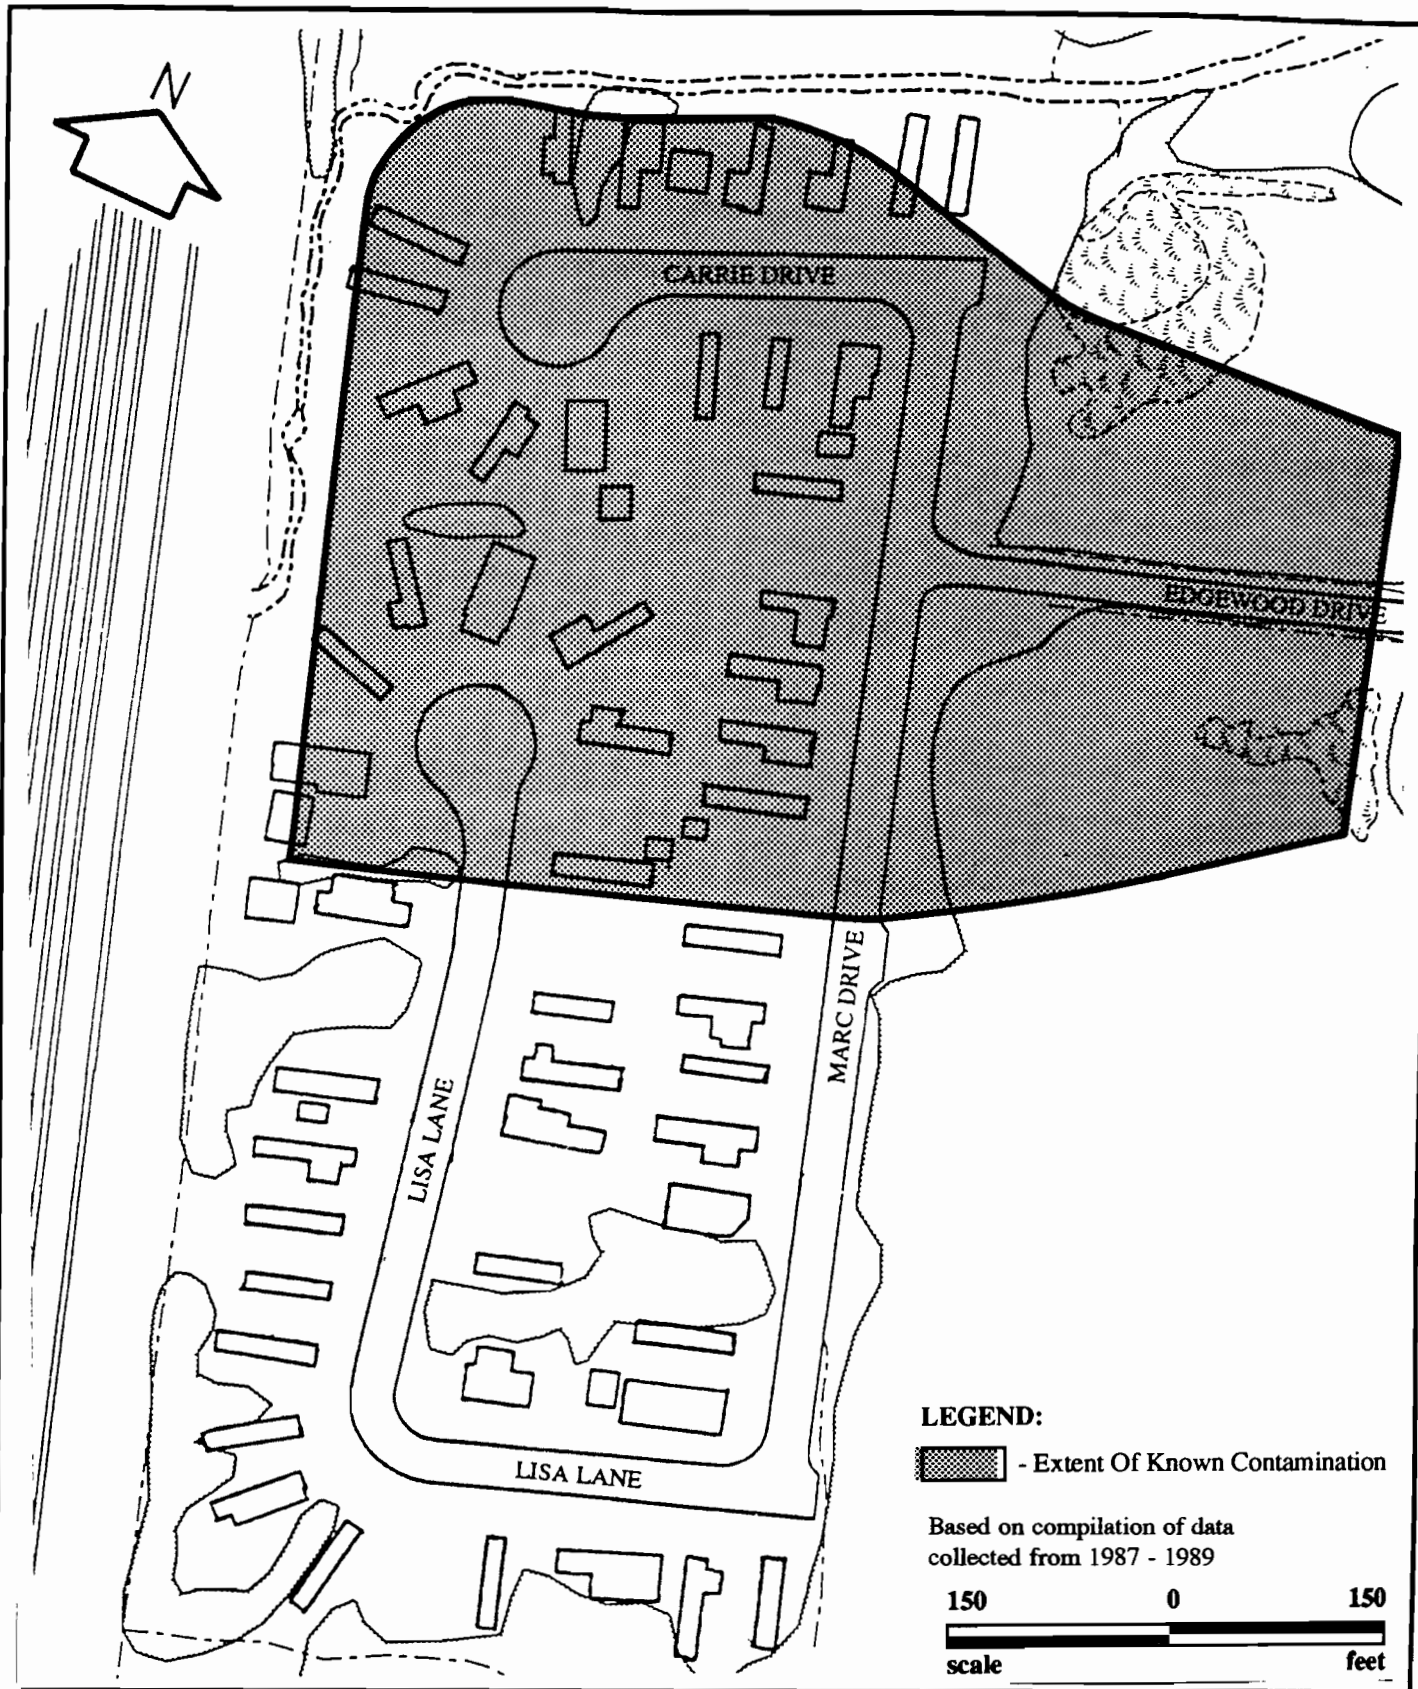 N
CARRIE DRIVE
EDGEWOOD DRIVE
MARC DRIVE
LISA LANE
LISA LANE
LEGEND:
- Extent Of Known Contamination
Based on compilation of data
collected from 1987 - 1989
150 0 150
scale feet